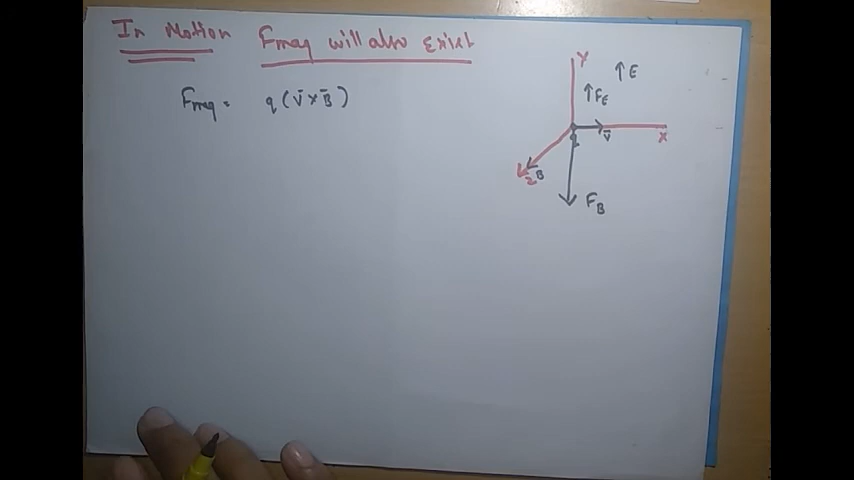 In Motion Fmag will also exist
Fmag = q (V̄ × B̄)
Y
↑ E
↑ FE
X
q
V̄
Z
B
FB